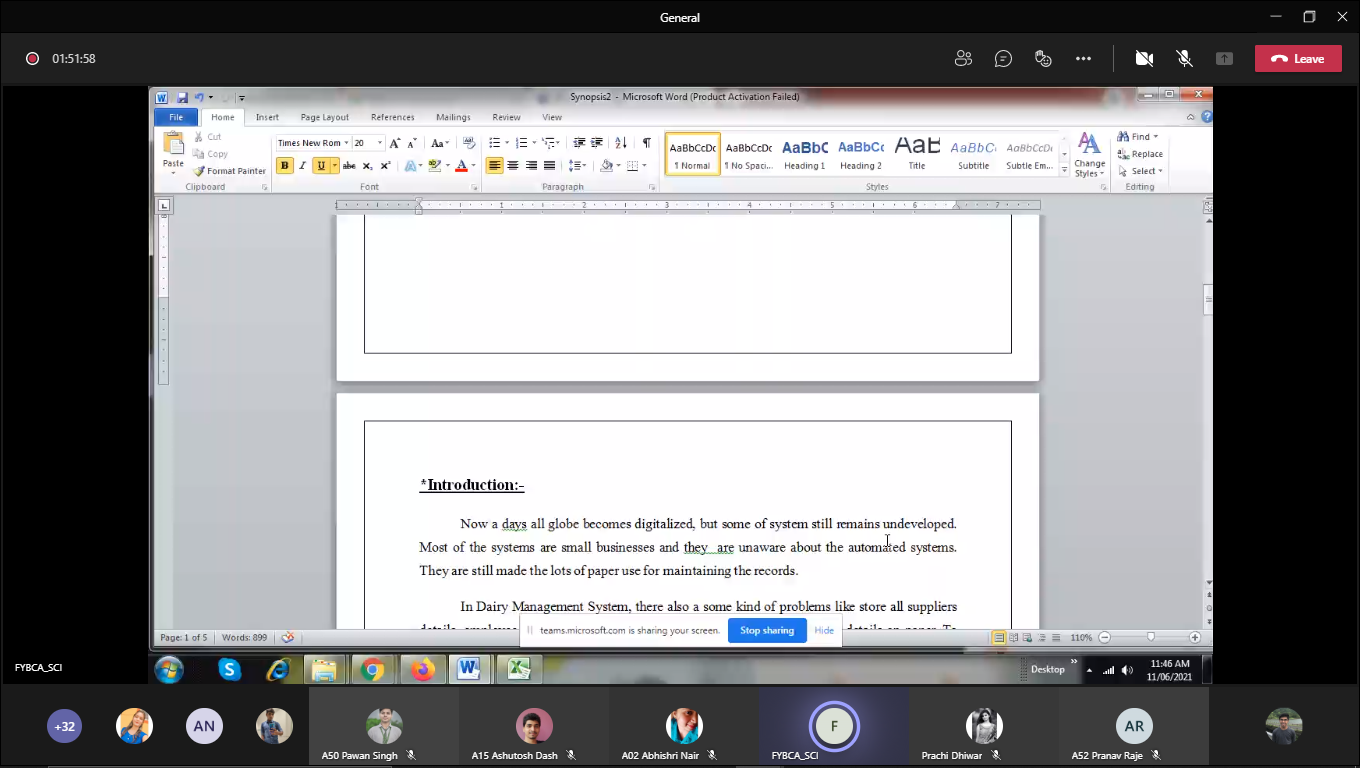 General
01:51:58
Leave
Synopsis2 - Microsoft Word (Product Activation Failed)
File Home Insert Page Layout References Mailings Review View
Paste
Cut
Copy
Format Painter
Clipboard
Times New Rom 20
Font
Paragraph
AaBbCcDc AaBbCcDc AaBbC AaBbCc AaB AaBbCc. AaBbCcDi
¶ Normal ¶ No Spaci... Heading 1 Heading 2 Title Subtitle Subtle Em...
Styles
Change Styles
Find
Replace
Select
Editing
*Introduction:-
Now a days all globe becomes digitalized, but some of system still remains undeveloped.
Most of the systems are small businesses and they are unaware about the automated systems.
They are still made the lots of paper use for maintaining the records.
In Dairy Management System, there also a some kind of problems like store all suppliers
teams.microsoft.com is sharing your screen. Stop sharing Hide
Page: 1 of 5 Words: 899 110%
Desktop
11:46 AM
11/06/2021
FYBCA_SCI
+32 AN F AR
A50 Pawan Singh A15 Ashutosh Dash A02 Abhishri Nair FYBCA_SCI Prachi Dhiwar A52 Pranav Raje